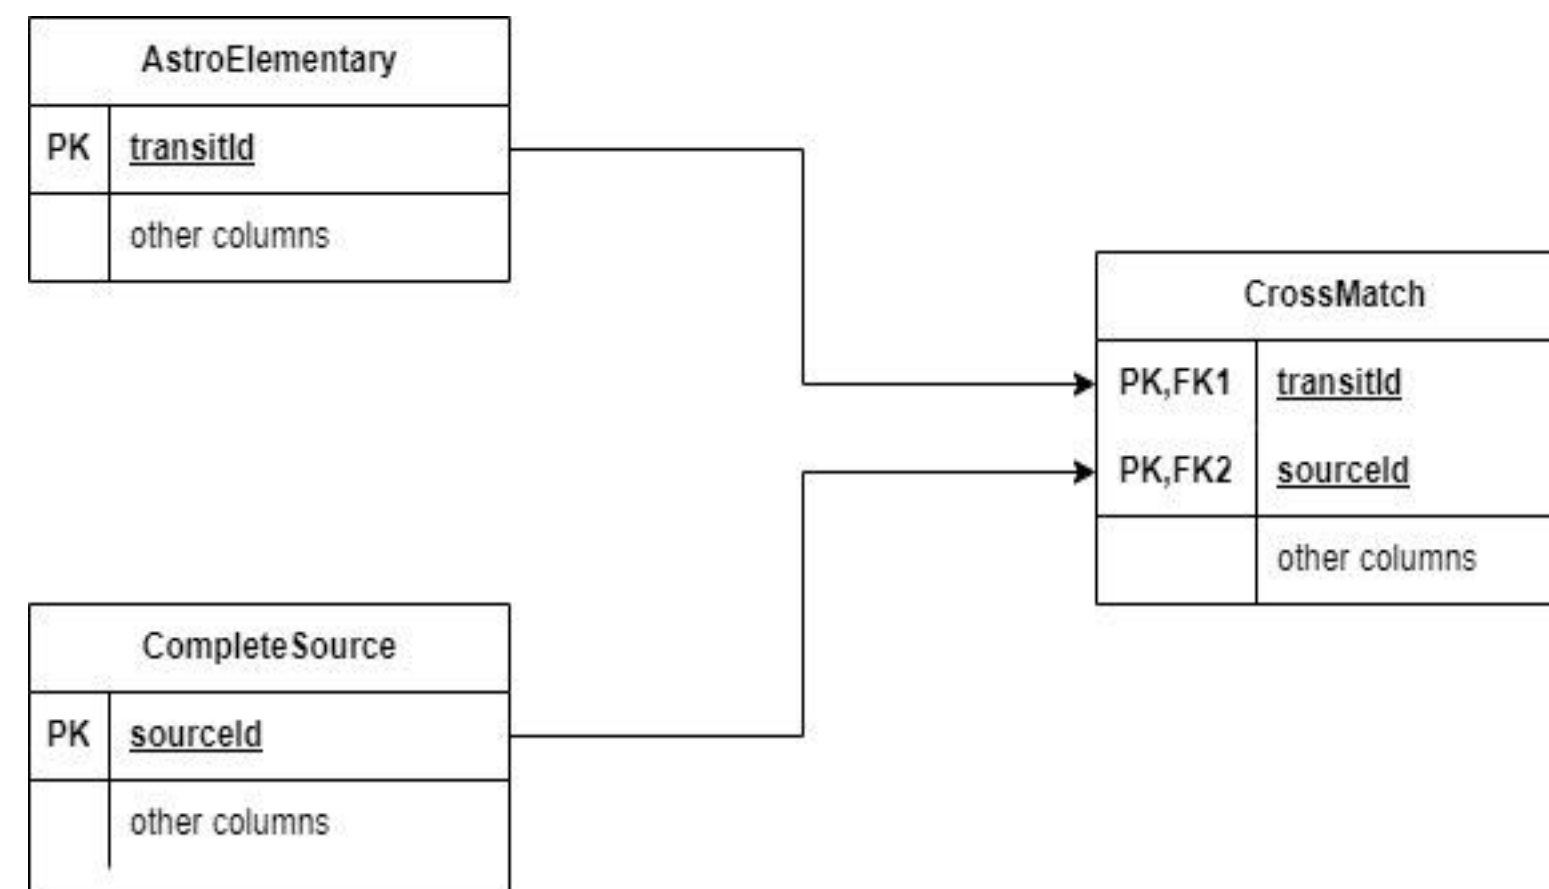 AstroElementary
PK transitId
other columns
CrossMatch
PK,FK1 transitId
PK,FK2 sourceId
other columns
CompleteSource
PK sourceId
other columns